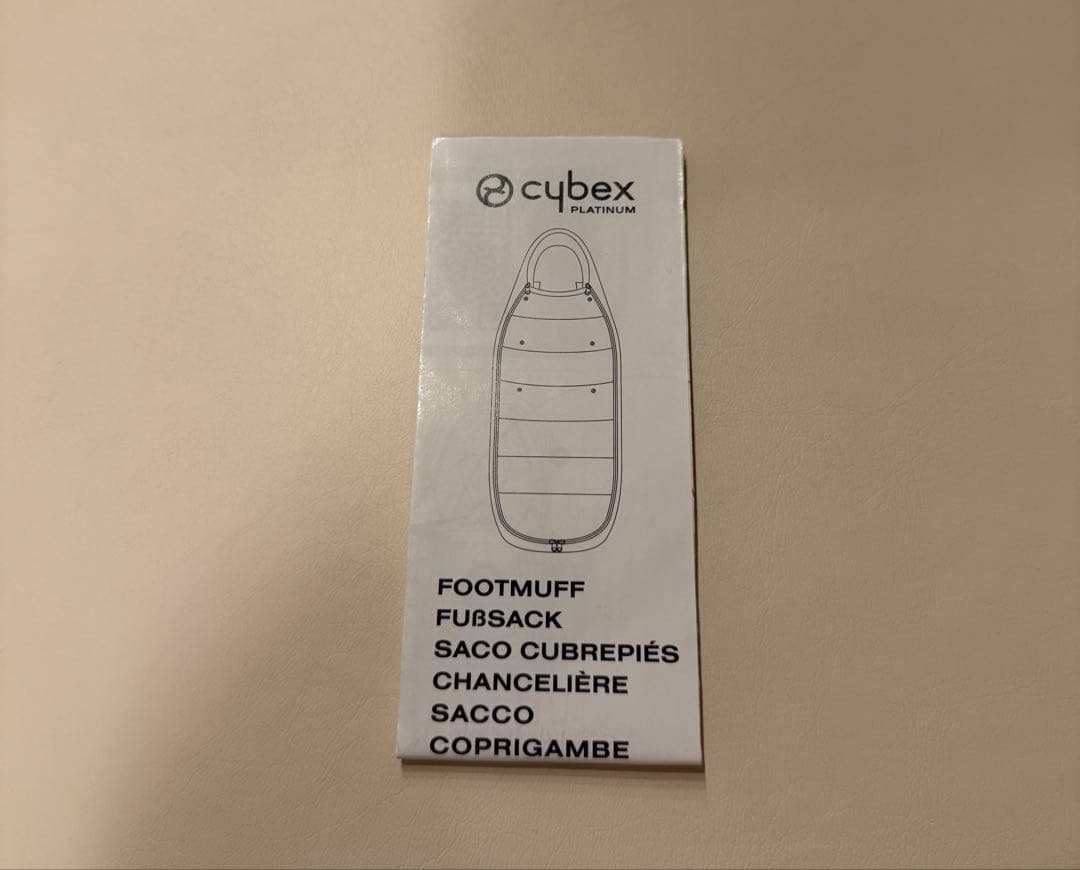 cybex
PLATINUM
FOOTMUFF
FUßSACK
SACO CUBREPIÉS
CHANCELIÈRE
SACCO
COPRIGAMBE